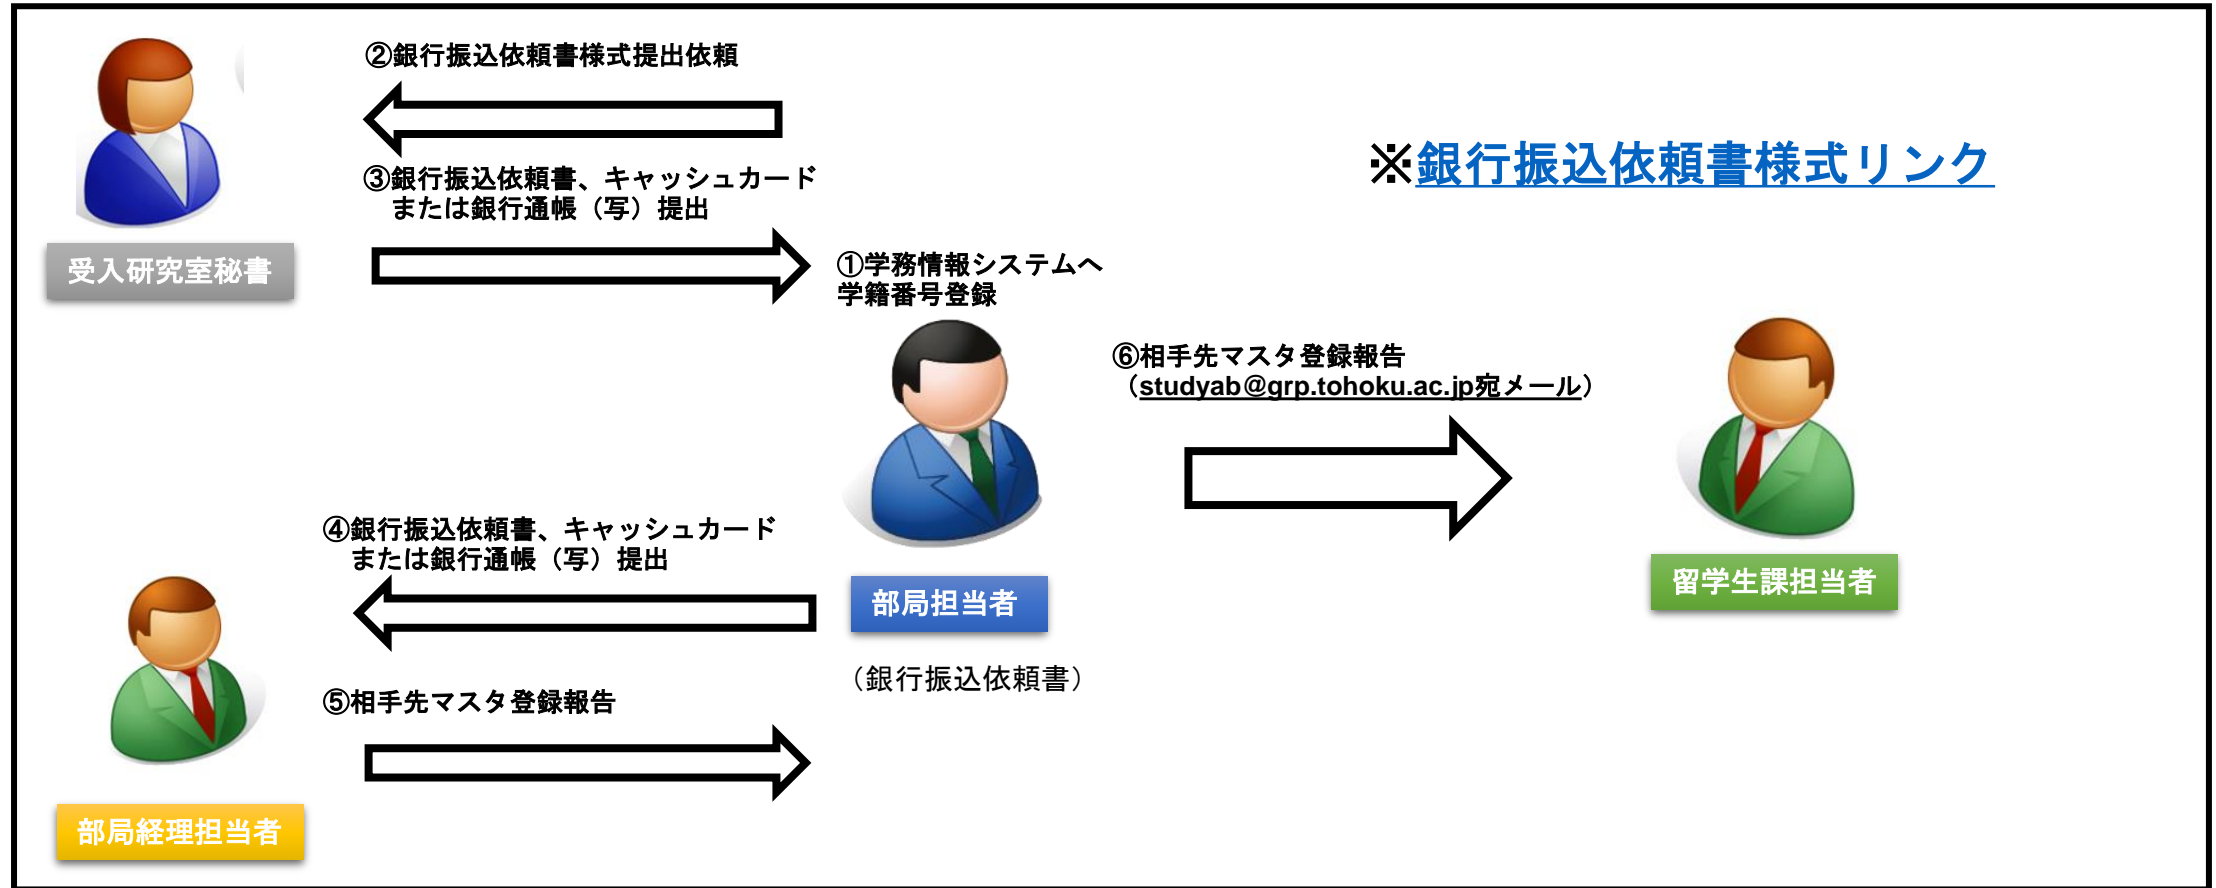 ②銀行振込依頼書様式提出依頼
※銀行振込依頼書様式リンク
③銀行振込依頼書、キャッシュカード
または銀行通帳（写）提出
受入研究室秘書
①学務情報システムへ
学籍番号登録
⑥相手先マスタ登録報告
（studyab@grp.tohoku.ac.jp宛メール）
④銀行振込依頼書、キャッシュカード
または銀行通帳（写）提出
部局担当者
留学生課担当者
（銀行振込依頼書）
⑤相手先マスタ登録報告
部局経理担当者